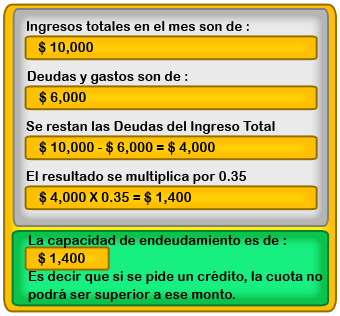 Ingresos totales en el mes son de :
$ 10,000
Deudas y gastos son de :
$ 6,000
Se restan las Deudas del Ingreso Total
$ 10,000 - $ 6,000 = $ 4,000
El resultado se multiplica por 0.35
$ 4,000 X 0.35 = $ 1,400
La capacidad de endeudamiento es de :
$ 1,400
Es decir que si se pide un crédito, la cuota no
podrá ser superior a ese monto.